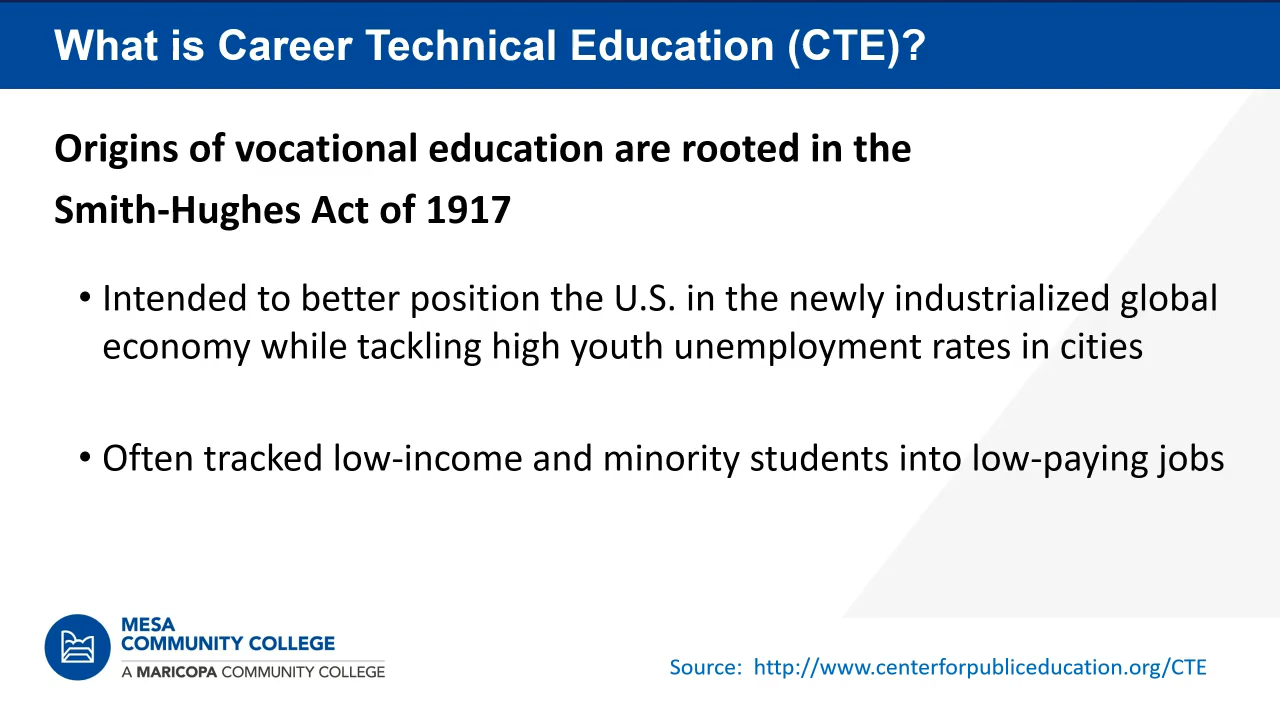 What is Career Technical Education (CTE)?
Origins of vocational education are rooted in the
Smith-Hughes Act of 1917
• Intended to better position the U.S. in the newly industrialized global
economy while tackling high youth unemployment rates in cities
• Often tracked low-income and minority students into low-paying jobs
MESA
COMMUNITY COLLEGE
A MARICOPA COMMUNITY COLLEGE
Source: http://www.centerforpubliceducation.org/CTE